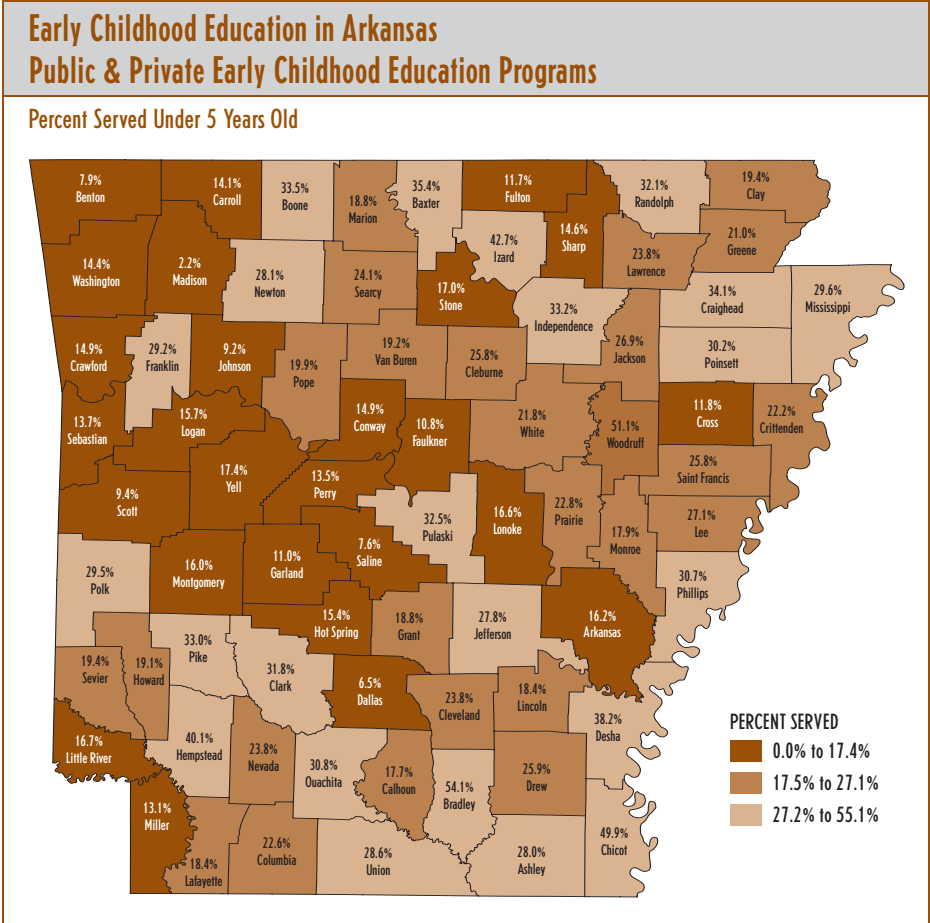 Early Childhood Education in Arkansas
Public & Private Early Childhood Education Programs
Percent Served Under 5 Years Old
7.9%
Benton
14.1%
Carroll
33.5%
Boone
18.8%
Marion
35.4%
Baxter
11.7%
Fulton
32.1%
Randolph
19.4%
Clay
14.4%
Washington
2.2%
Madison
28.1%
Newton
24.1%
Searcy
42.7%
Izard
14.6%
Sharp
23.8%
Lawrence
21.0%
Greene
17.0%
Stone
33.2%
Independence
34.1%
Craighead
29.6%
Mississippi
14.9%
Crawford
29.2%
Franklin
9.2%
Johnson
19.9%
Pope
19.2%
Van Buren
25.8%
Cleburne
26.9%
Jackson
30.2%
Poinsett
13.7%
Sebastian
15.7%
Logan
14.9%
Conway
10.8%
Faulkner
21.8%
White
51.1%
Woodruff
11.8%
Cross
22.2%
Crittenden
9.4%
Scott
17.4%
Yell
13.5%
Perry
25.8%
Saint Francis
32.5%
Pulaski
16.6%
Lonoke
22.8%
Prairie
17.9%
Monroe
27.1%
Lee
29.5%
Polk
16.0%
Montgomery
11.0%
Garland
7.6%
Saline
30.7%
Phillips
15.4%
Hot Spring
18.8%
Grant
27.8%
Jefferson
16.2%
Arkansas
19.4%
Sevier
19.1%
Howard
33.0%
Pike
31.8%
Clark
6.5%
Dallas
23.8%
Cleveland
18.4%
Lincoln
38.2%
Desha
16.7%
Little River
40.1%
Hempstead
23.8%
Nevada
30.8%
Ouachita
17.7%
Calhoun
54.1%
Bradley
25.9%
Drew
13.1%
Miller
18.4%
Lafayette
22.6%
Columbia
28.6%
Union
28.0%
Ashley
49.9%
Chicot
PERCENT SERVED
0.0% to 17.4%
17.5% to 27.1%
27.2% to 55.1%